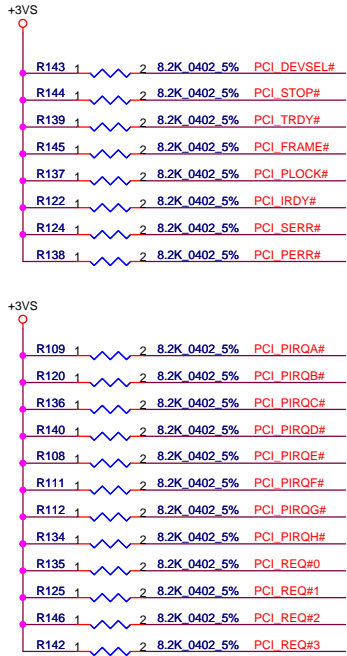 +3VS
R143 1 2 8.2K_0402_5% PCI_DEVSEL#
R144 1 2 8.2K_0402_5% PCI_STOP#
R139 1 2 8.2K_0402_5% PCI_TRDY#
R145 1 2 8.2K_0402_5% PCI_FRAME#
R137 1 2 8.2K_0402_5% PCI_PLOCK#
R122 1 2 8.2K_0402_5% PCI_IRDY#
R124 1 2 8.2K_0402_5% PCI_SERR#
R138 1 2 8.2K_0402_5% PCI_PERR#
+3VS
R109 1 2 8.2K_0402_5% PCI_PIRQA#
R120 1 2 8.2K_0402_5% PCI_PIRQB#
R136 1 2 8.2K_0402_5% PCI_PIRQC#
R140 1 2 8.2K_0402_5% PCI_PIRQD#
R108 1 2 8.2K_0402_5% PCI_PIRQE#
R111 1 2 8.2K_0402_5% PCI_PIRQF#
R112 1 2 8.2K_0402_5% PCI_PIRQG#
R134 1 2 8.2K_0402_5% PCI_PIRQH#
R135 1 2 8.2K_0402_5% PCI_REQ#0
R125 1 2 8.2K_0402_5% PCI_REQ#1
R146 1 2 8.2K_0402_5% PCI_REQ#2
R142 1 2 8.2K_0402_5% PCI_REQ#3